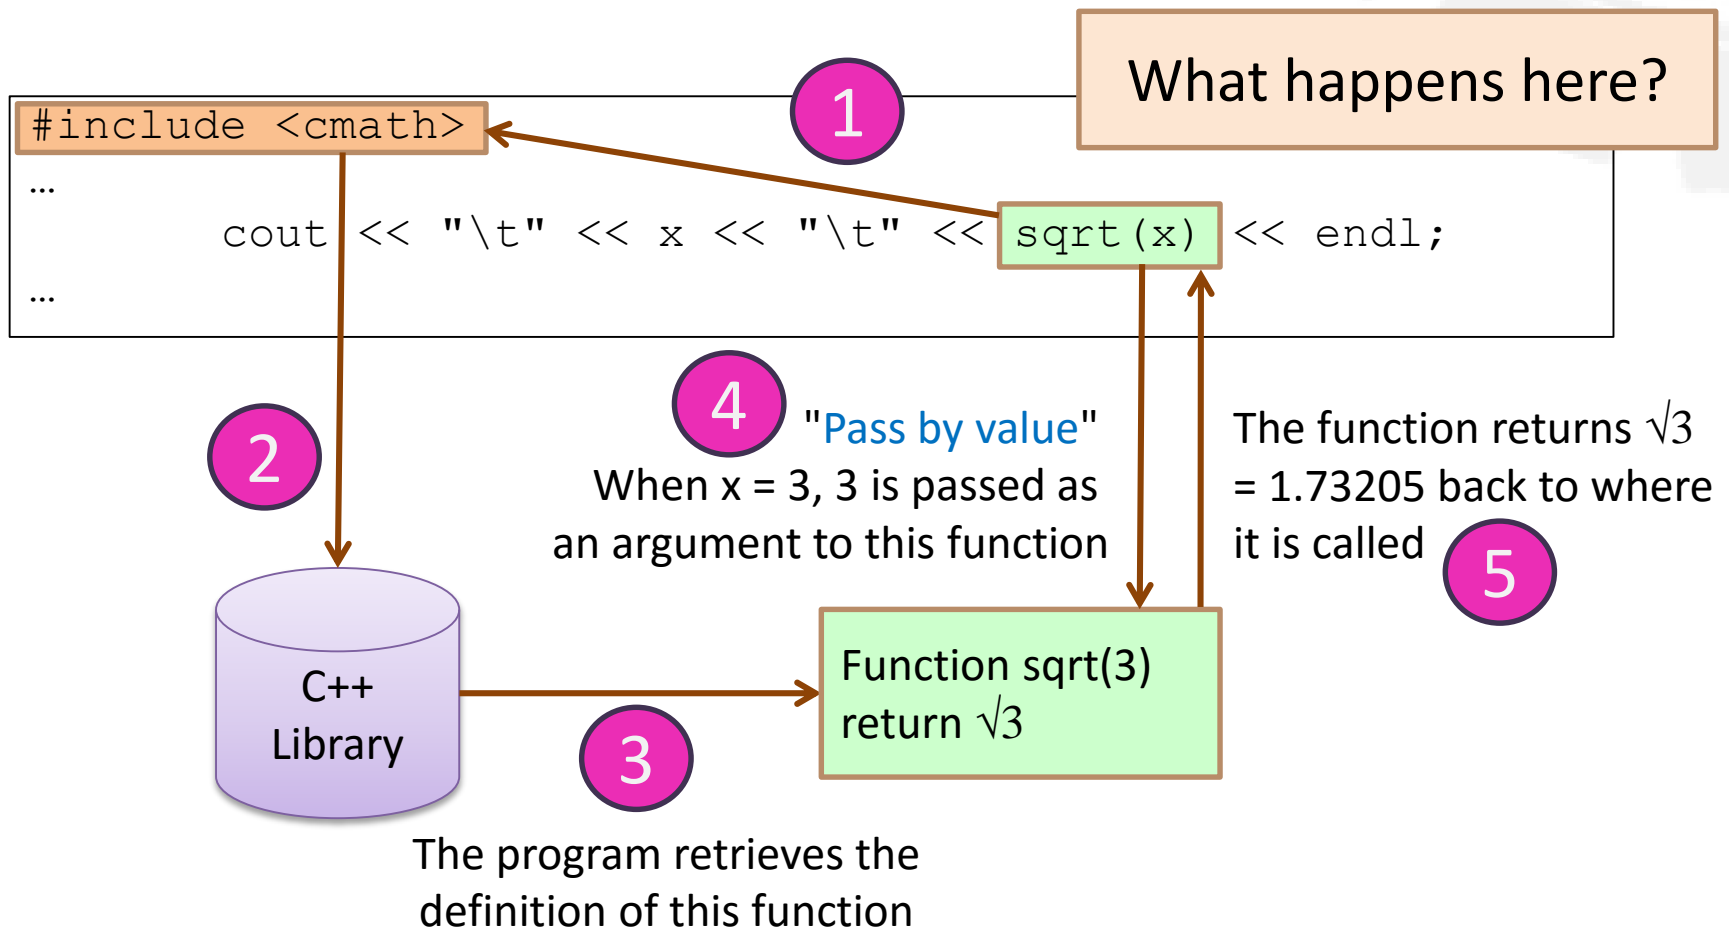 What happens here?
1
#include <cmath>
…
cout << "\t" << x << "\t" << sqrt(x) << endl;
…
2
4
"Pass by value"
When x = 3, 3 is passed as
an argument to this function
The function returns √3
= 1.73205 back to where
it is called
5
C++
Library
3
The program retrieves the
definition of this function
Function sqrt(3)
return √3